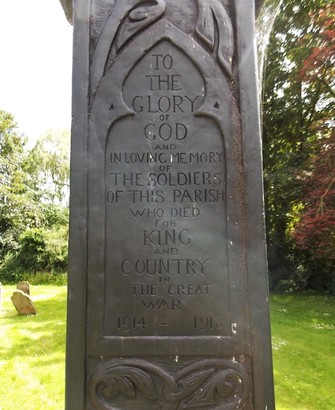 TO
THE
GLORY
OF
GOD
AND
IN LOVING MEMORY
OF
THE SOLDIERS
OF THIS PARISH
WHO DIED
FOR
KING
AND
COUNTRY
IN THE GREAT
WAR
1914 – 1918